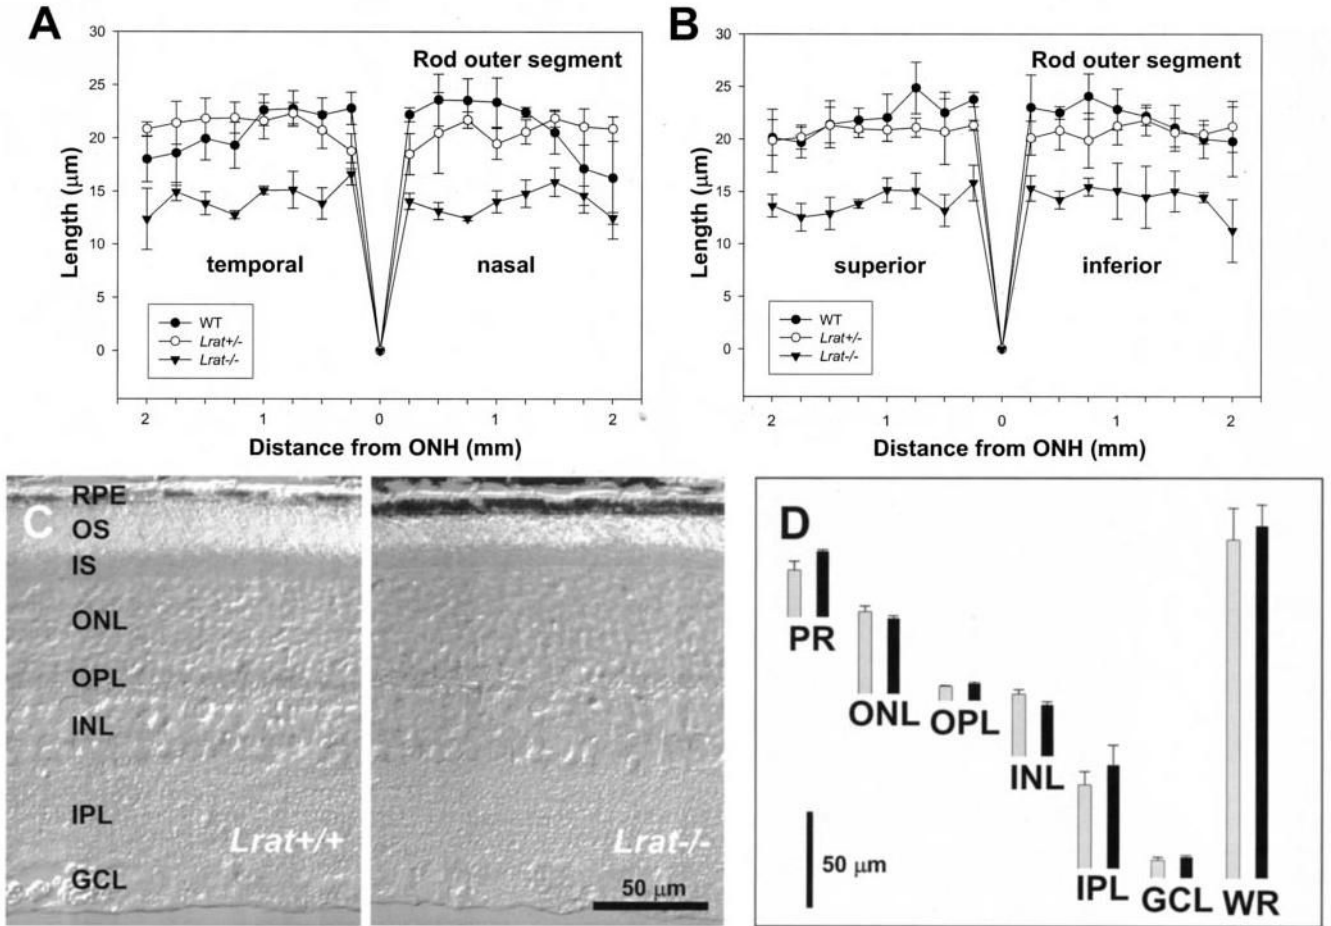 A
Rod outer segment
30
25
20
15
10
5
0
Length (μm)
temporal
nasal
WT
Lrat+/-
Lrat-/-
2 1 0 1 2
Distance from ONH (mm)
B
Rod outer segment
30
25
20
15
10
5
0
Length (μm)
superior
inferior
WT
Lrat+/-
Lrat-/-
2 1 0 1 2
Distance from ONH (mm)
C
RPE
OS
IS
ONL
OPL
INL
IPL
GCL
Lrat+/+
Lrat-/-
50 μm
D
PR
ONL
OPL
INL
IPL
GCL
WR
50 μm